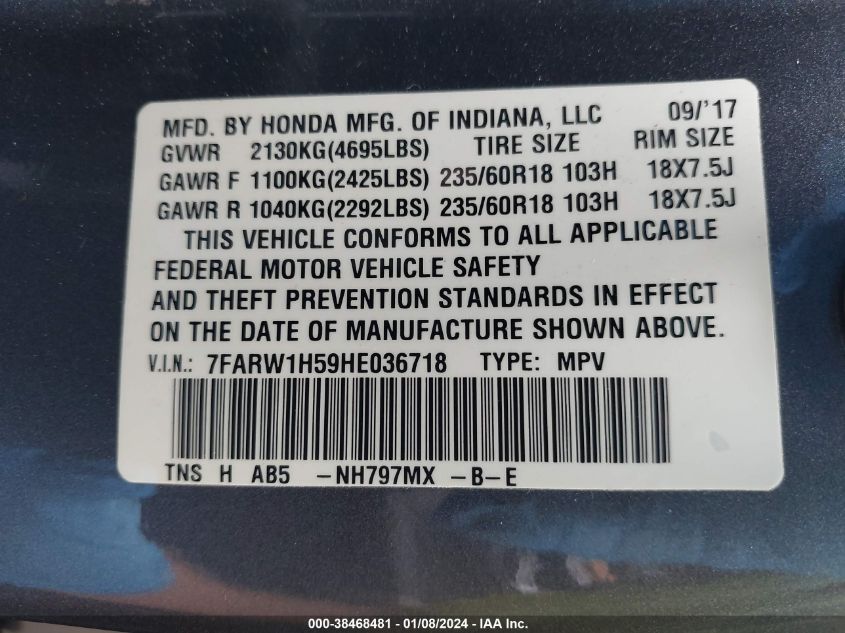 MFD. BY HONDA MFG. OF INDIANA, LLC 09/'17
GVWR 2130KG(4695LBS) TIRE SIZE RIM SIZE
GAWR F 1100KG(2425LBS) 235/60R18 103H 18X7.5J
GAWR R 1040KG(2292LBS) 235/60R18 103H 18X7.5J
THIS VEHICLE CONFORMS TO ALL APPLICABLE
FEDERAL MOTOR VEHICLE SAFETY
AND THEFT PREVENTION STANDARDS IN EFFECT
ON THE DATE OF MANUFACTURE SHOWN ABOVE.
V.I.N.: 7FARW1H59HE036718 TYPE: MPV
TNS H AB5 -NH797MX -B-E
000-38468481 - 01/08/2024 - IAA Inc.